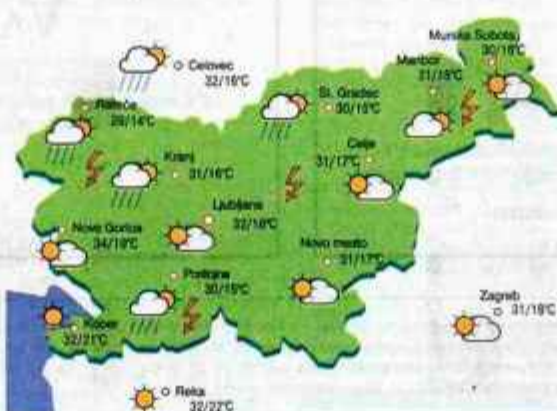 Murska Sobota
30/16°C
Maribor
31/18°C
Celovec
32/16°C
Sl. Gradec
30/15°C
Rateče
28/14°C
Celje
31/17°C
Kranj
31/16°C
Ljubljana
32/18°C
Nova Gorica
34/19°C
Novo mesto
31/17°C
Postojna
30/15°C
Zagreb
31/18°C
Koper
32/21°C
Reka
32/22°C